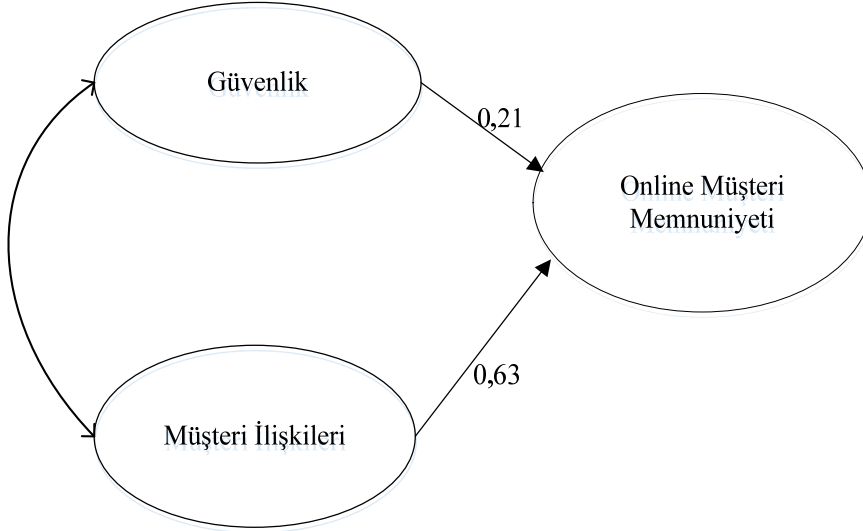 Güvenlik
0,21
Online Müşteri
Memnuniyeti
0,63
Müşteri İlişkileri